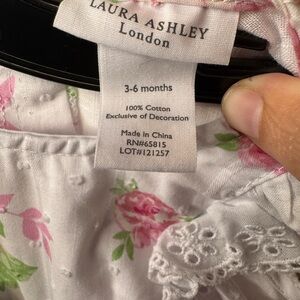 LAURA ASHLEY
London
3-6 months
100% Cotton
Exclusive of Decoration
Made in China
RN#65815
LOT#121257